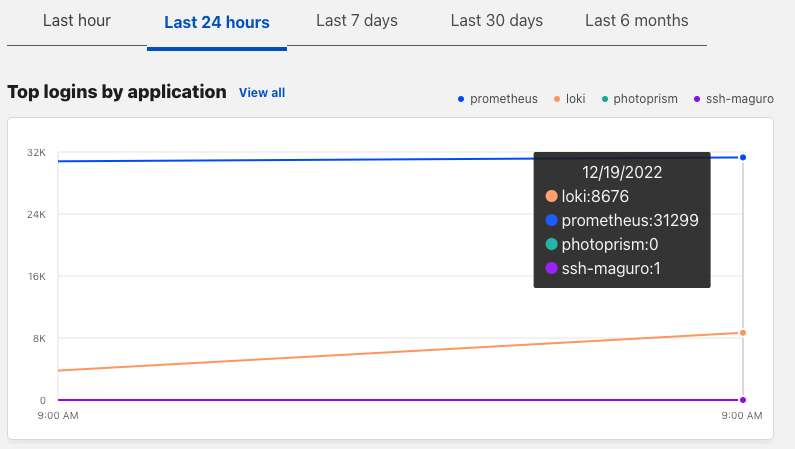 Last hour Last 24 hours Last 7 days Last 30 days Last 6 months
Top logins by application View all
prometheus loki photoprism ssh-maguro
32K
24K
16K
8K
0
9:00 AM 9:00 AM
12/19/2022
loki:8676
prometheus:31299
photoprism:0
ssh-maguro:1